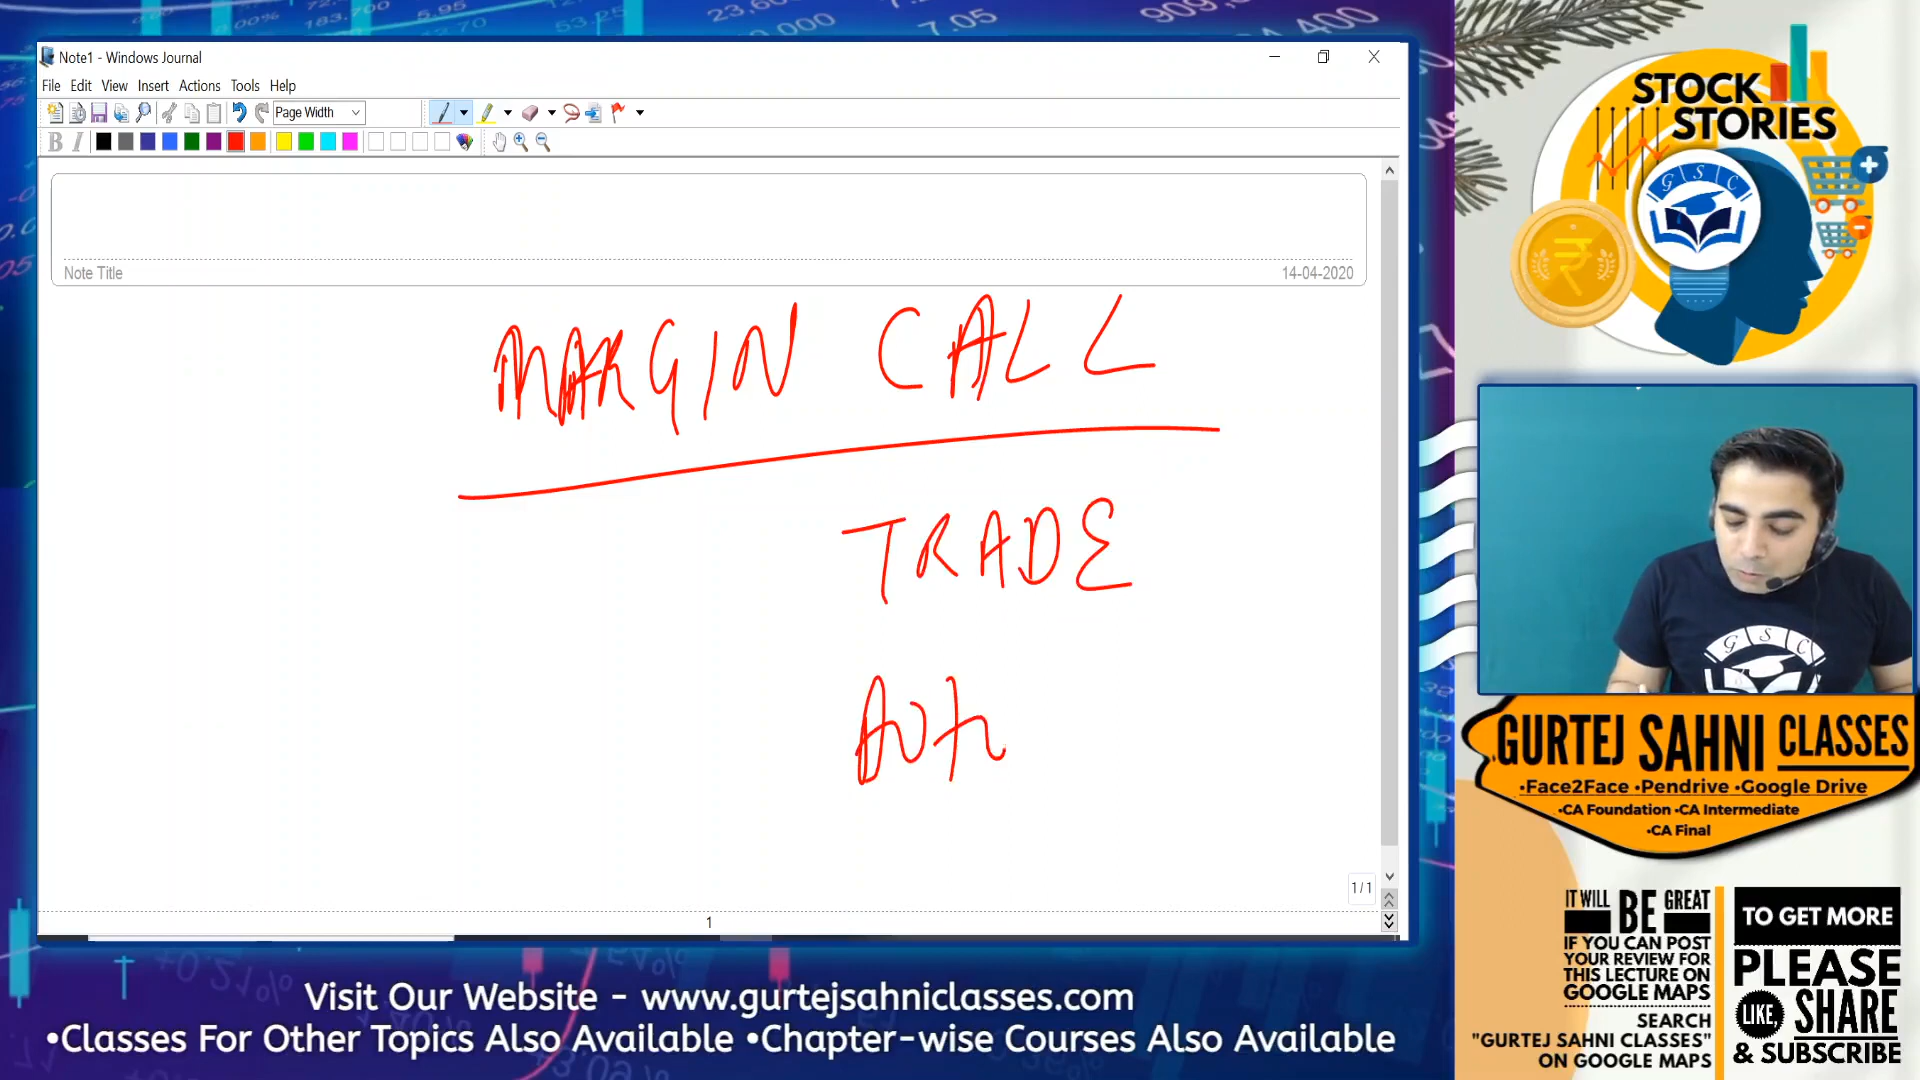 Note1 - Windows Journal
File Edit View Insert Actions Tools Help
Page Width
B I
Note Title
14-04-2020
MARGIN CALL
TRADE
1 / 1
1
STOCK
STORIES
G S C
G S C
GURTEJ SAHNI CLASSES
•Face2Face •Pendrive •Google Drive
•CA Foundation •CA Intermediate
•CA Final
IT WILL BE GREAT
IF YOU CAN POST
YOUR REVIEW FOR
THIS LECTURE ON
GOOGLE MAPS
SEARCH
"GURTEJ SAHNI CLASSES"
ON GOOGLE MAPS
TO GET MORE
PLEASE
LIKE, SHARE
& SUBSCRIBE
Visit Our Website - www.gurtejsahniclasses.com
•Classes For Other Topics Also Available •Chapter-wise Courses Also Available